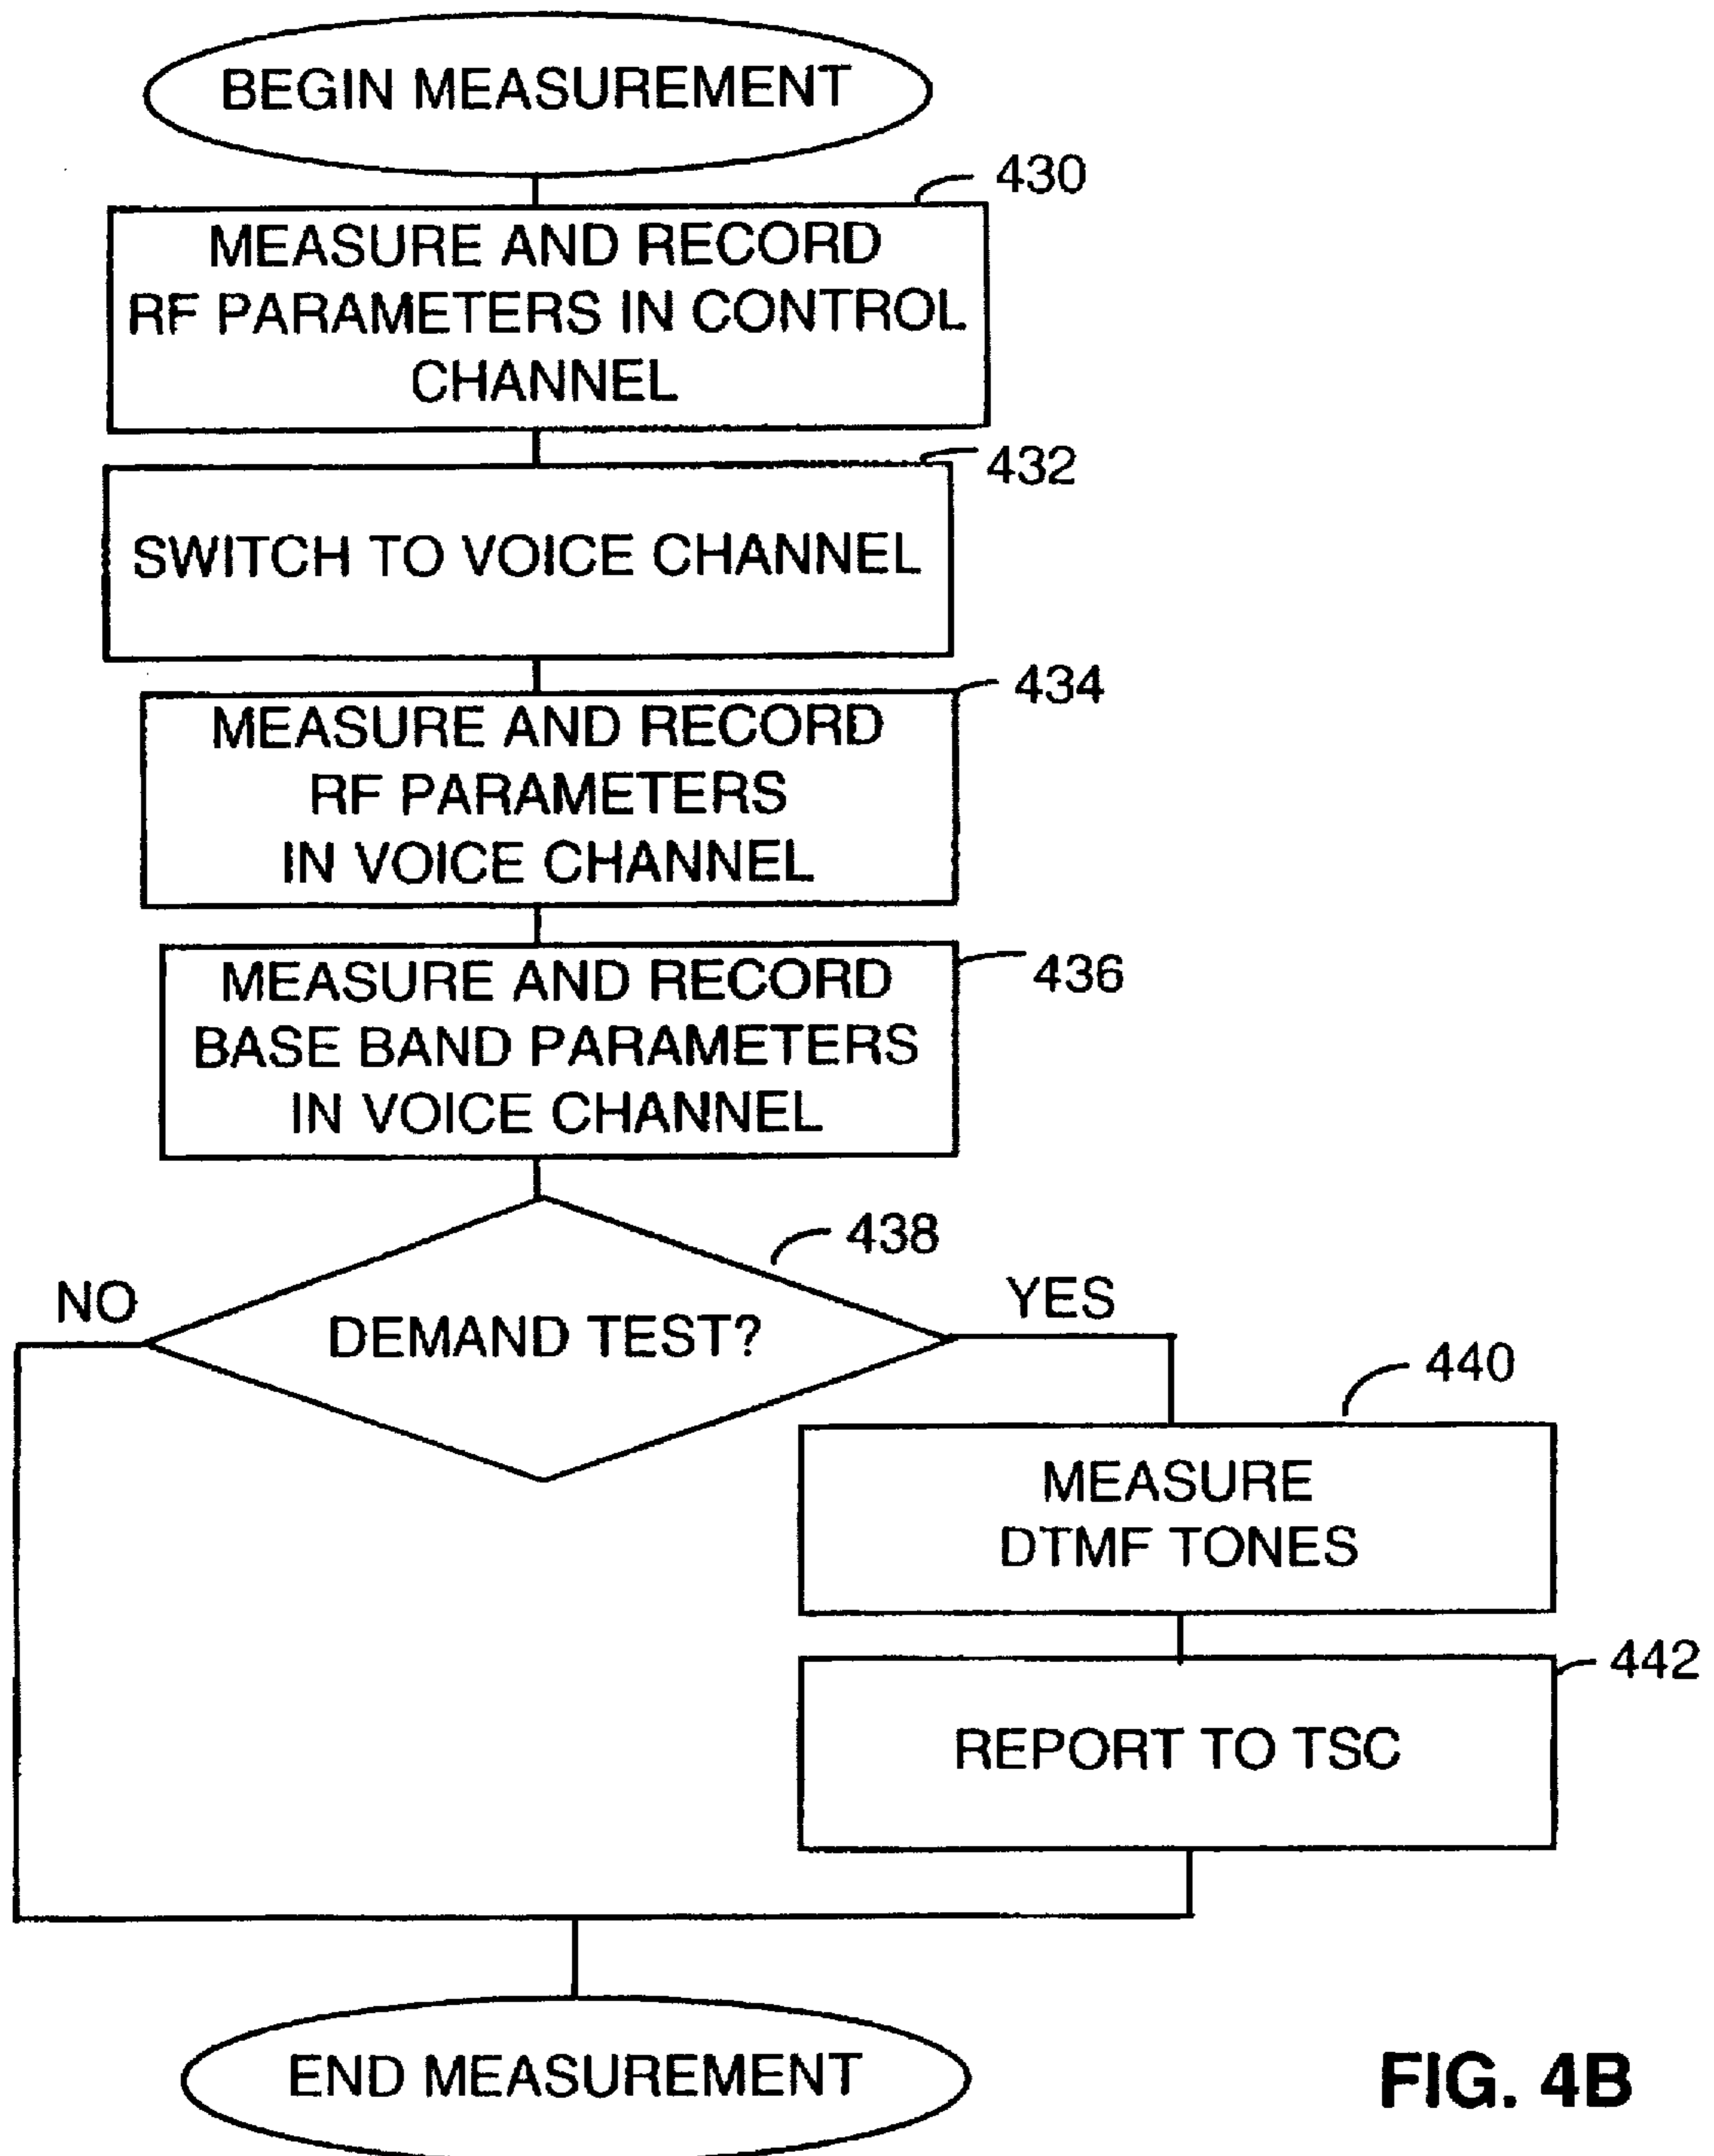 BEGIN MEASUREMENT
430
MEASURE AND RECORD
RF PARAMETERS IN CONTROL
CHANNEL
432
SWITCH TO VOICE CHANNEL
434
MEASURE AND RECORD
RF PARAMETERS
IN VOICE CHANNEL
436
MEASURE AND RECORD
BASE BAND PARAMETERS
IN VOICE CHANNEL
438
NO
DEMAND TEST?
YES
440
MEASURE
DTMF TONES
442
REPORT TO TSC
END MEASUREMENT
FIG. 4B